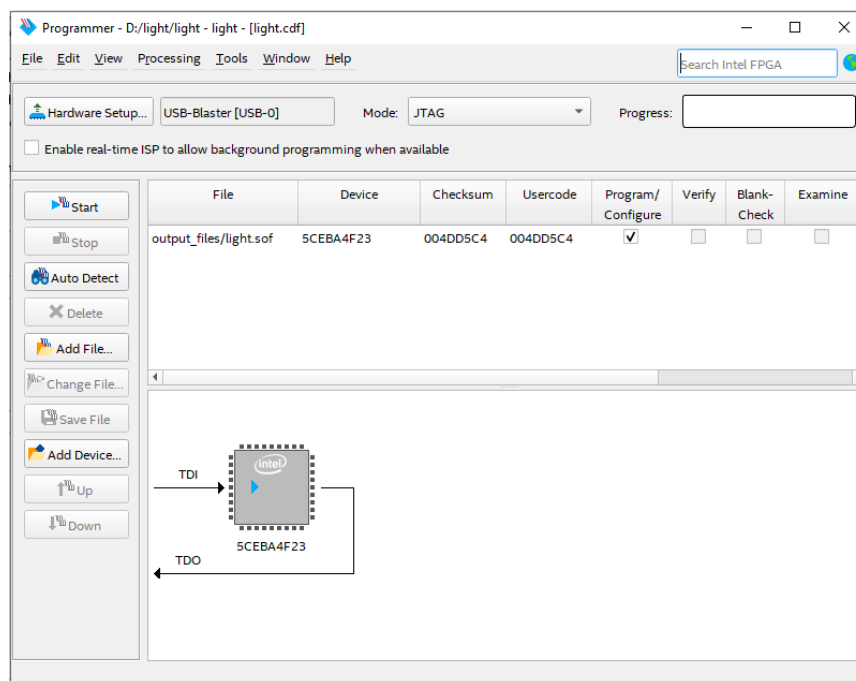 Programmer - D:/light/light - light - [light.cdf]
File Edit View Processing Tools Window Help
Search Intel FPGA
Hardware Setup... USB-Blaster [USB-0] Mode: JTAG Progress:
Enable real-time ISP to allow background programming when available
File Device Checksum Usercode Program/ Configure Verify Blank- Check Examine
output_files/light.sof 5CEBA4F23 004DD5C4 004DD5C4
Start
Stop
Auto Detect
Delete
Add File...
Change File...
Save File
Add Device...
Up
Down
TDI
intel
5CEBA4F23
TDO